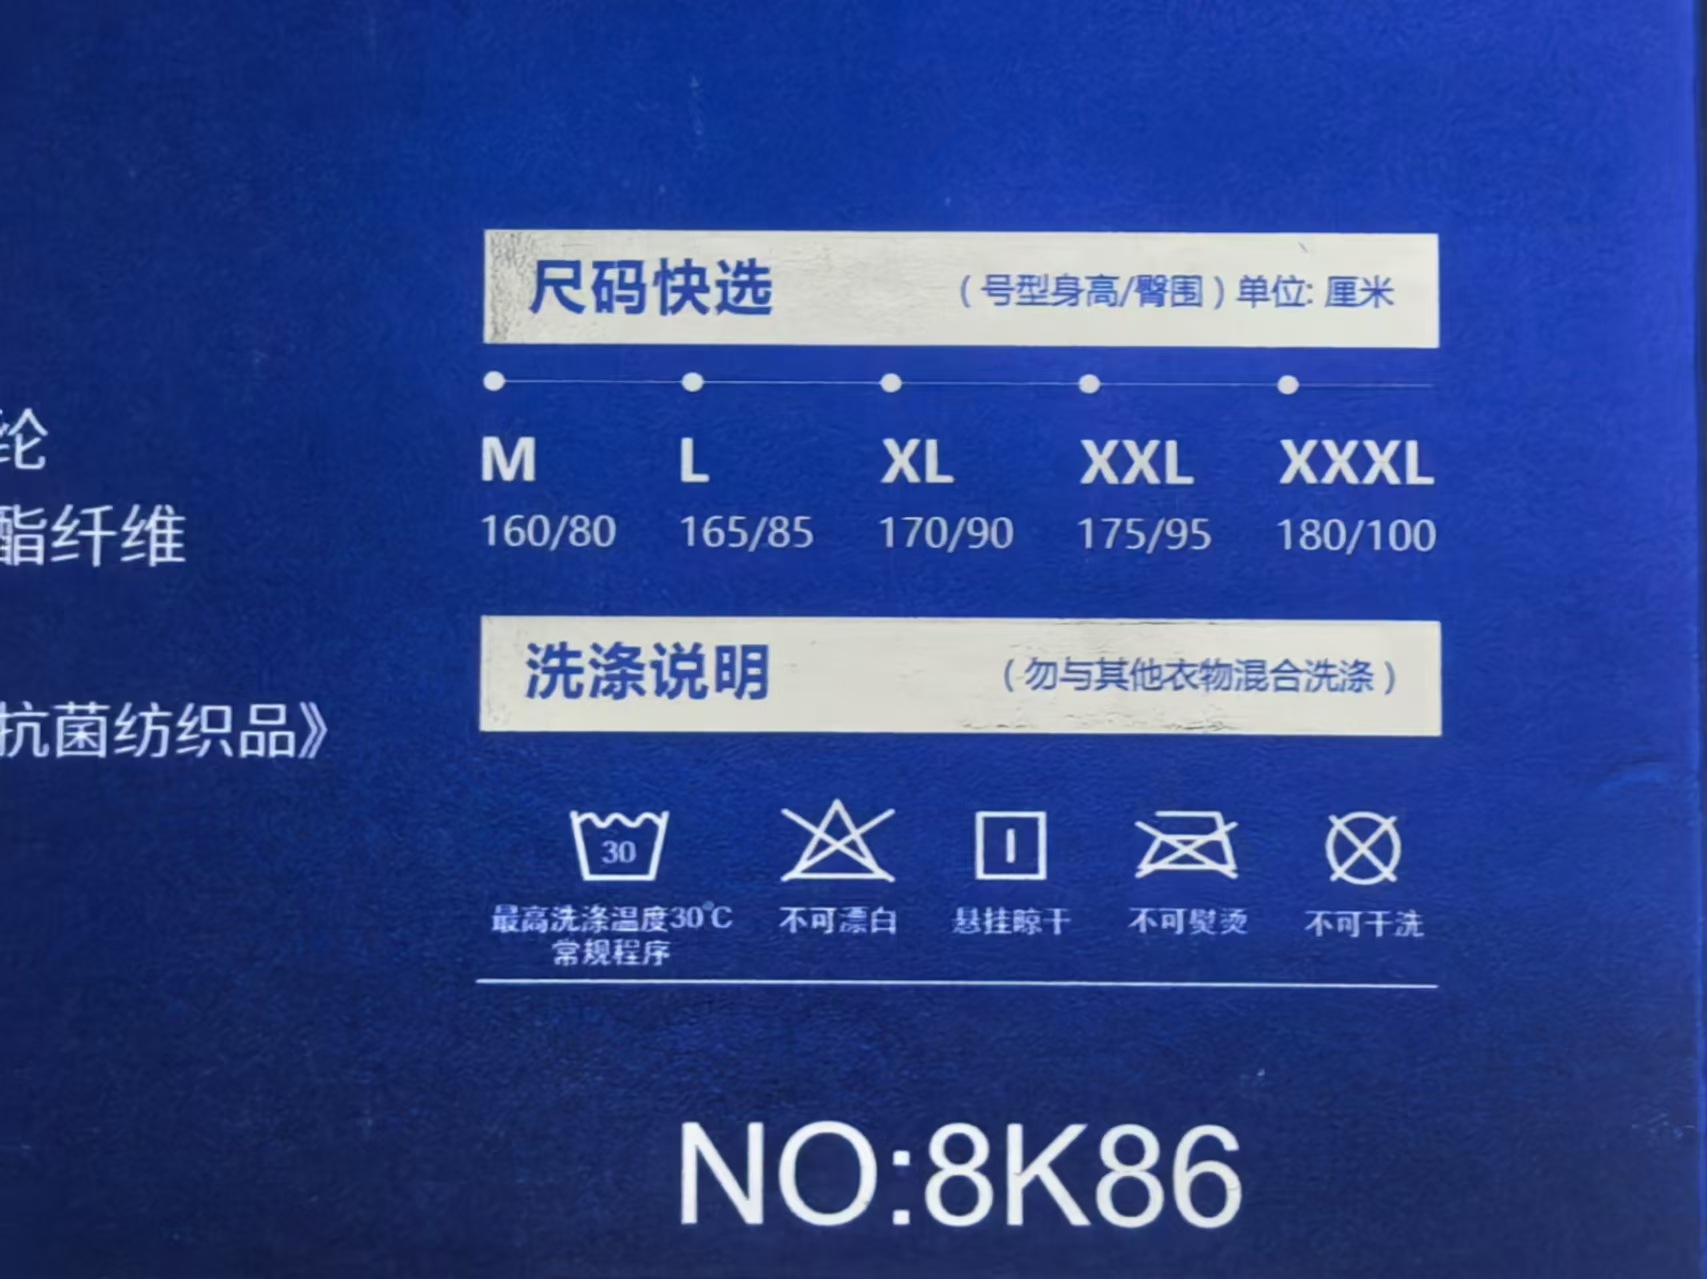 尺码快选 （号型身高/臀围）单位: 厘米
M L XL XXL XXXL
160/80 165/85 170/90 175/95 180/100
纶
酯纤维
抗菌纺织品》
洗涤说明 （勿与其他衣物混合洗涤）
30
最高洗涤温度30℃ 不可漂白 悬挂晾干 不可熨烫 不可干洗
常规程序
NO:8K86